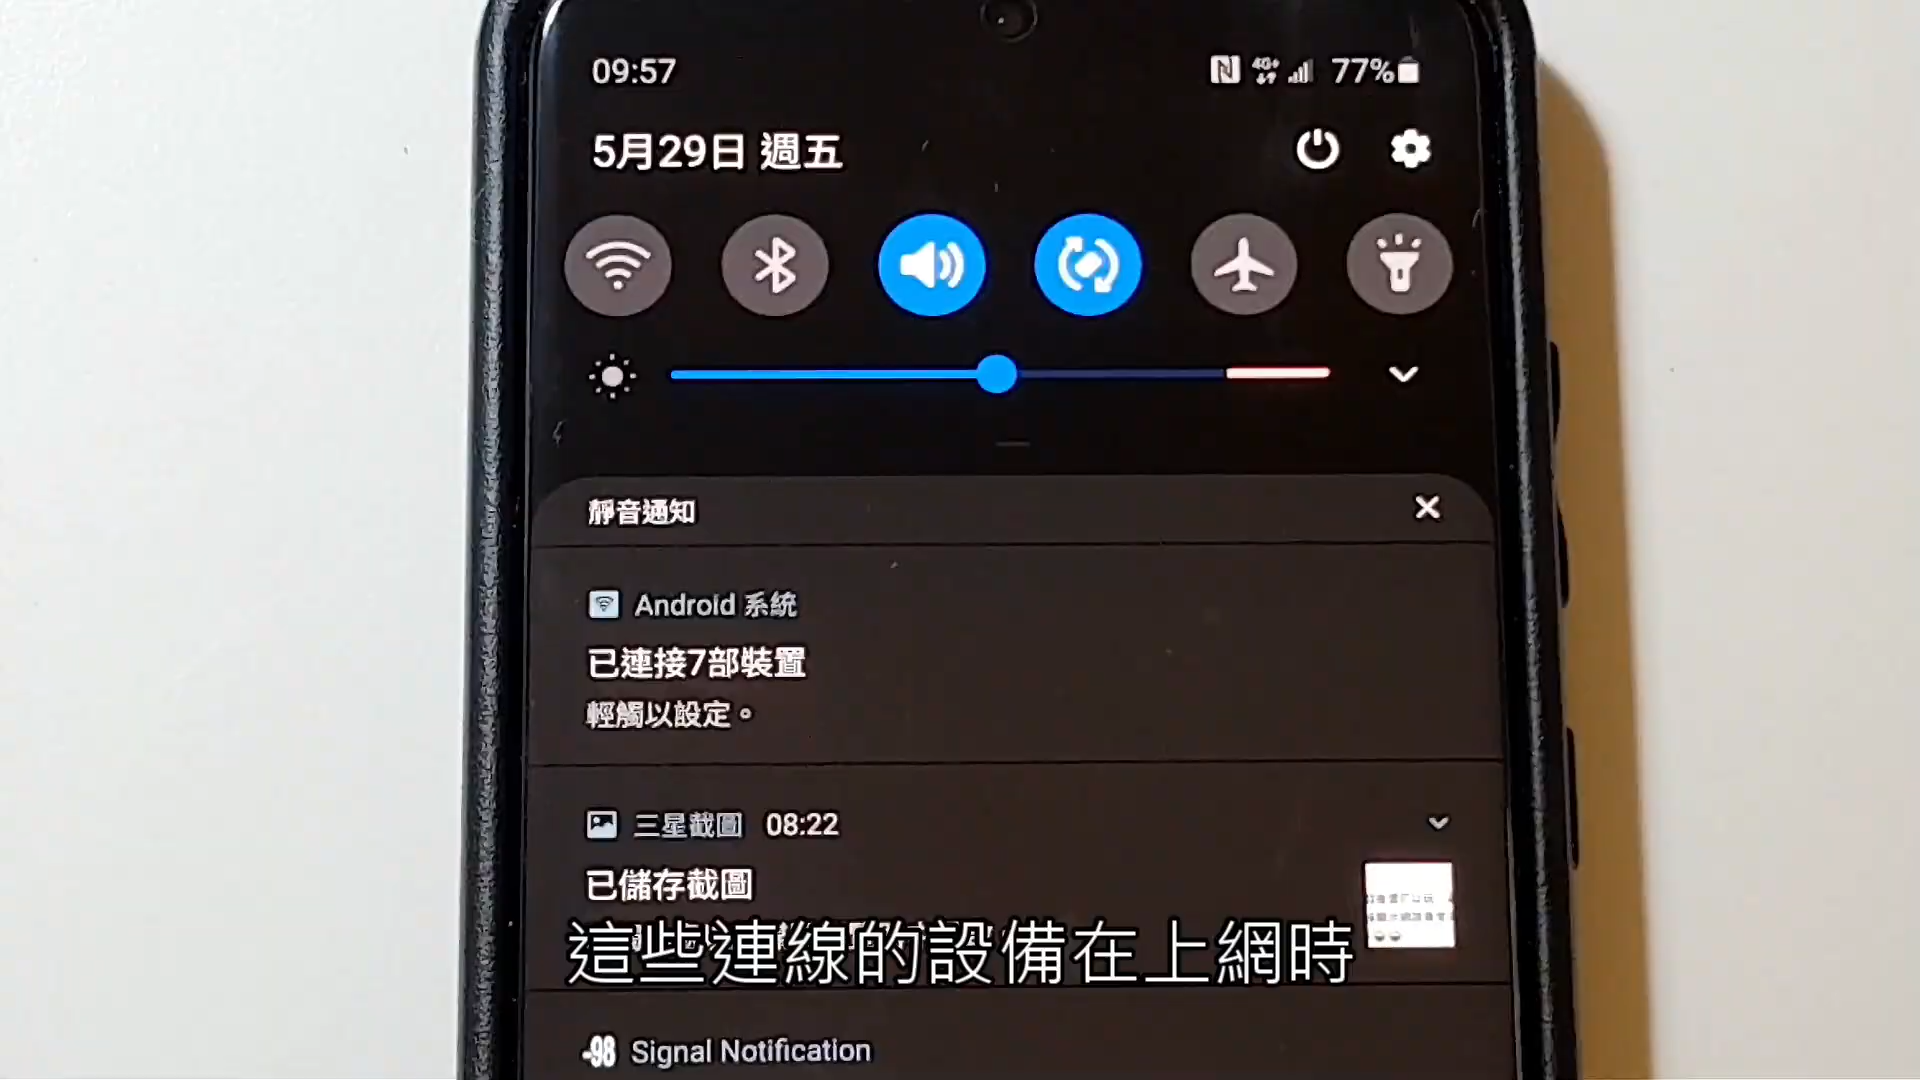 09:57
4G+ 77%
5月29日 週五
靜音通知
Android 系統
已連接7部裝置
輕觸以設定。
三星截圖 08:22
已儲存截圖
這些連線的設備在上網時
-98 Signal Notification